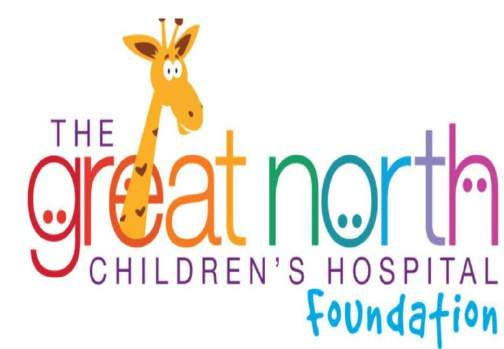 THE
great north
CHILDREN'S HOSPITAL
Foundation